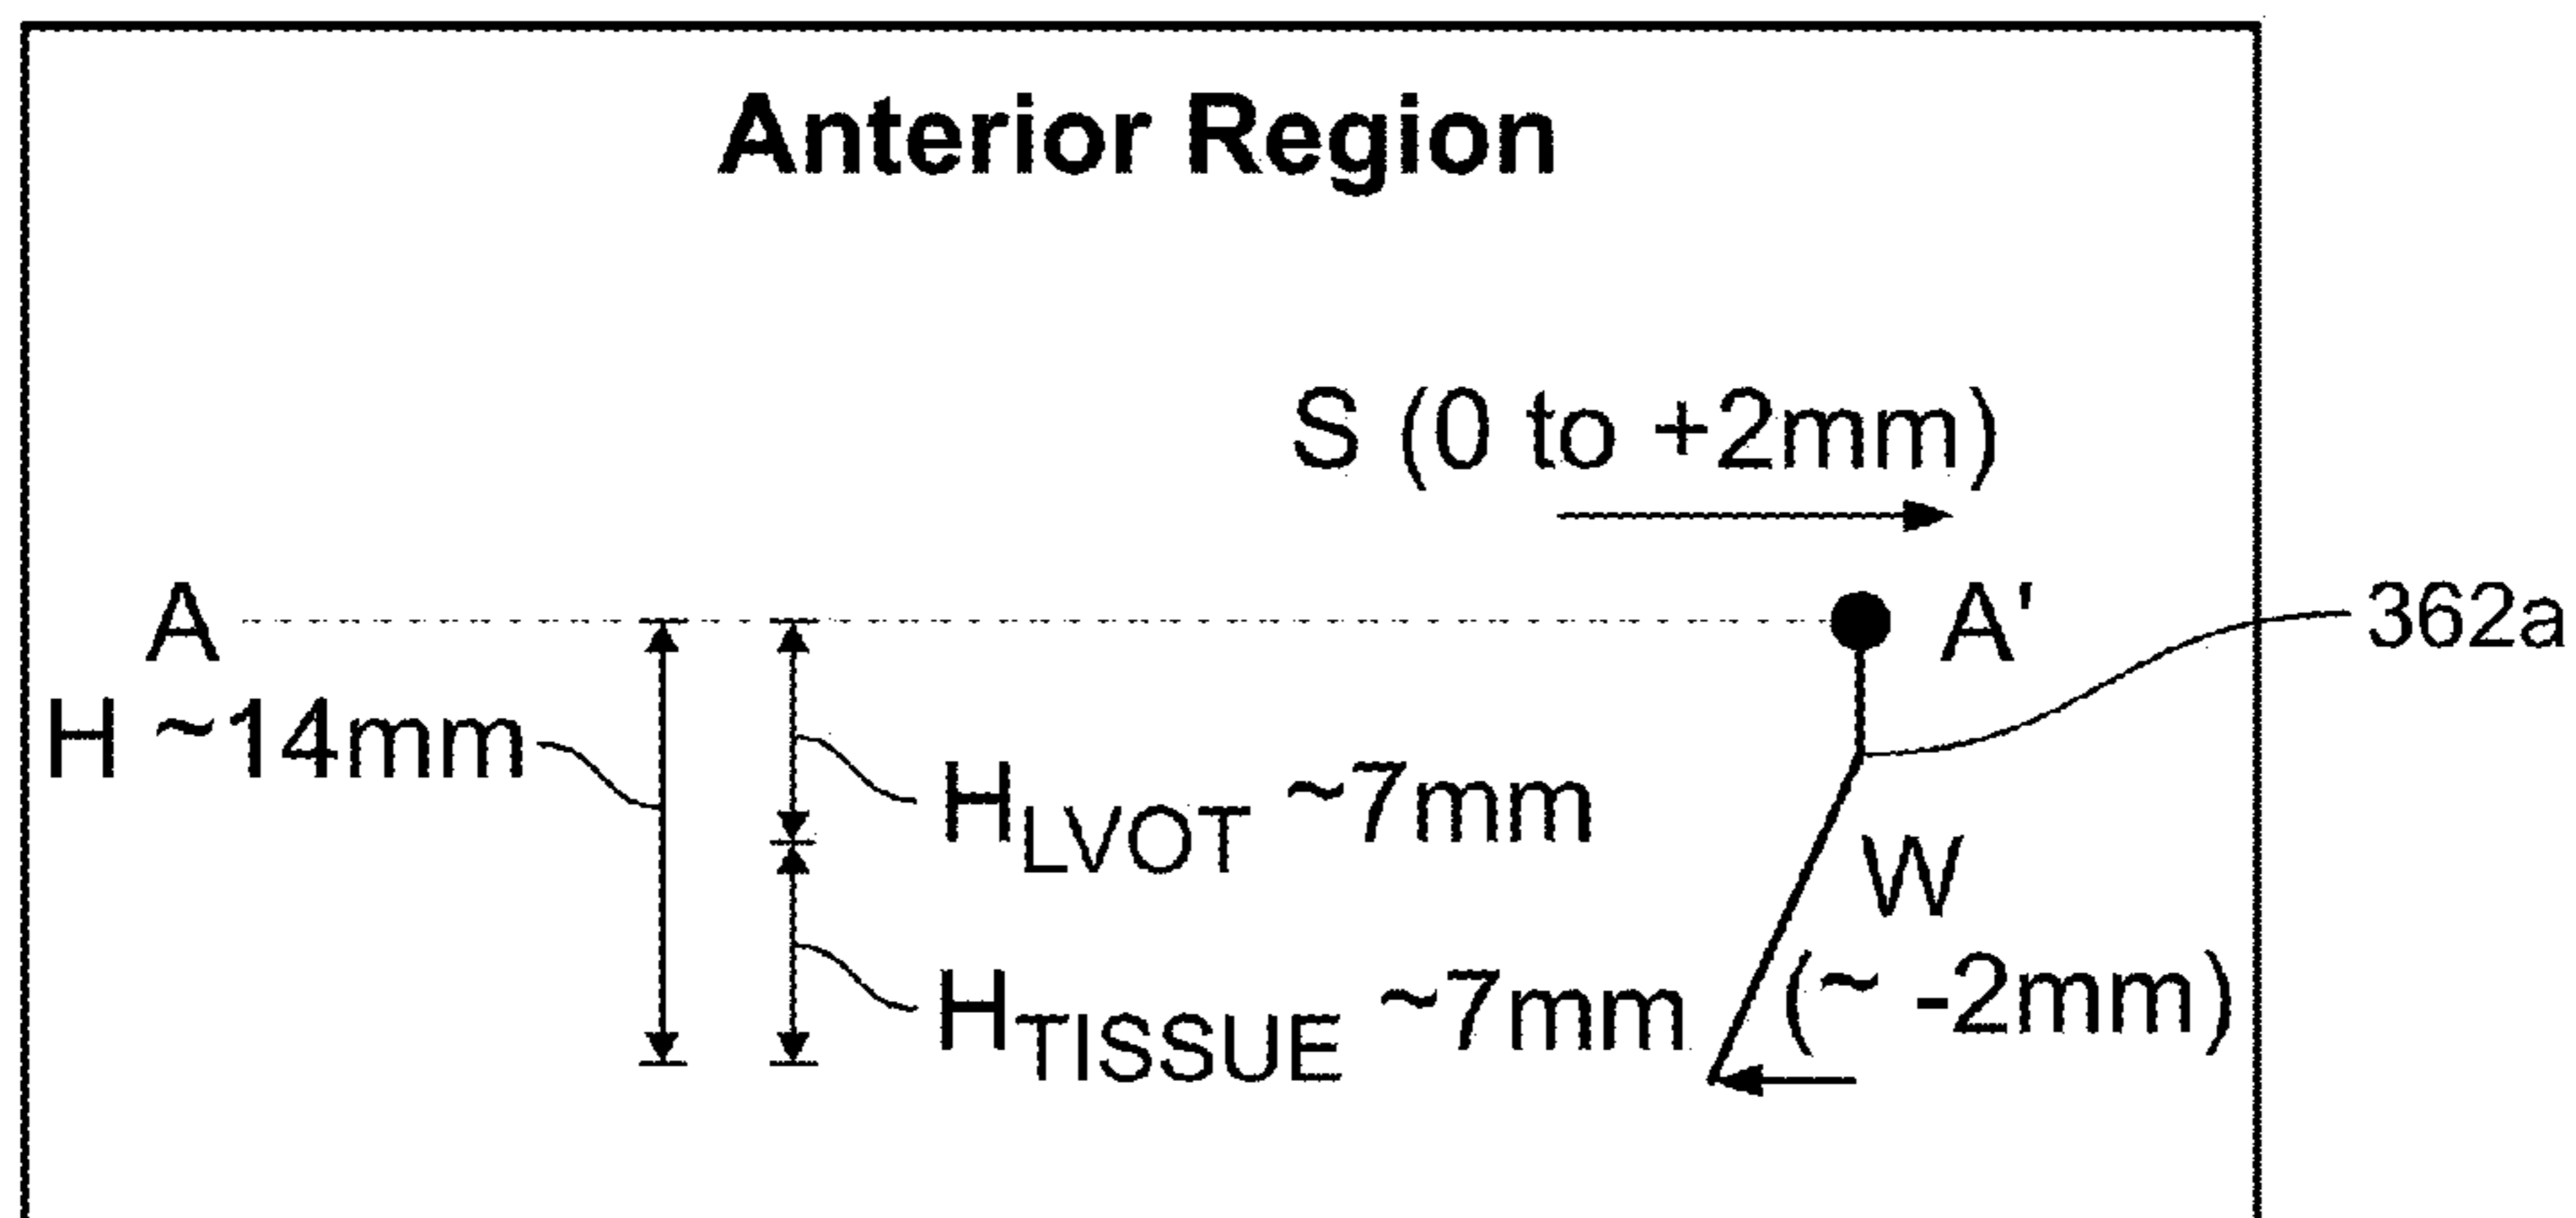 Anterior Region
S (0 to +2mm)
A A' 362a
H ~14mm
HLVOT ~7mm
W
HTISSUE ~7mm (~ -2mm)